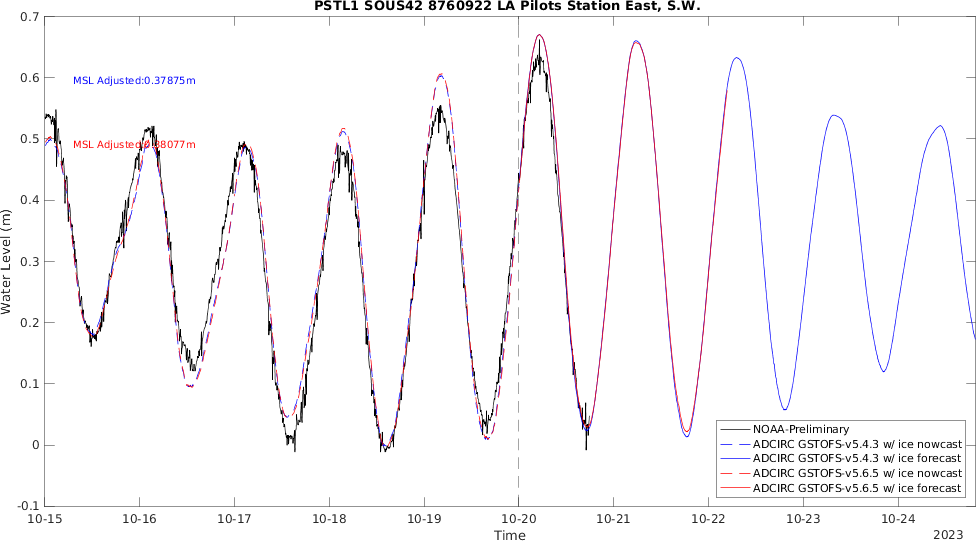 PSTL1 SOUS42 8760922 LA Pilots Station East, S.W.
0.7
0.6
0.5
0.4
0.3
0.2
0.1
0
-0.1
Water Level (m)
MSL Adjusted:0.37875m
MSL Adjusted:0.38077m
NOAA-Preliminary
ADCIRC GSTOFS-v5.4.3 w/ ice nowcast
ADCIRC GSTOFS-v5.4.3 w/ ice forecast
ADCIRC GSTOFS-v5.6.5 w/ ice nowcast
ADCIRC GSTOFS-v5.6.5 w/ ice forecast
10-15 10-16 10-17 10-18 10-19 10-20 10-21 10-22 10-23 10-24
Time
2023